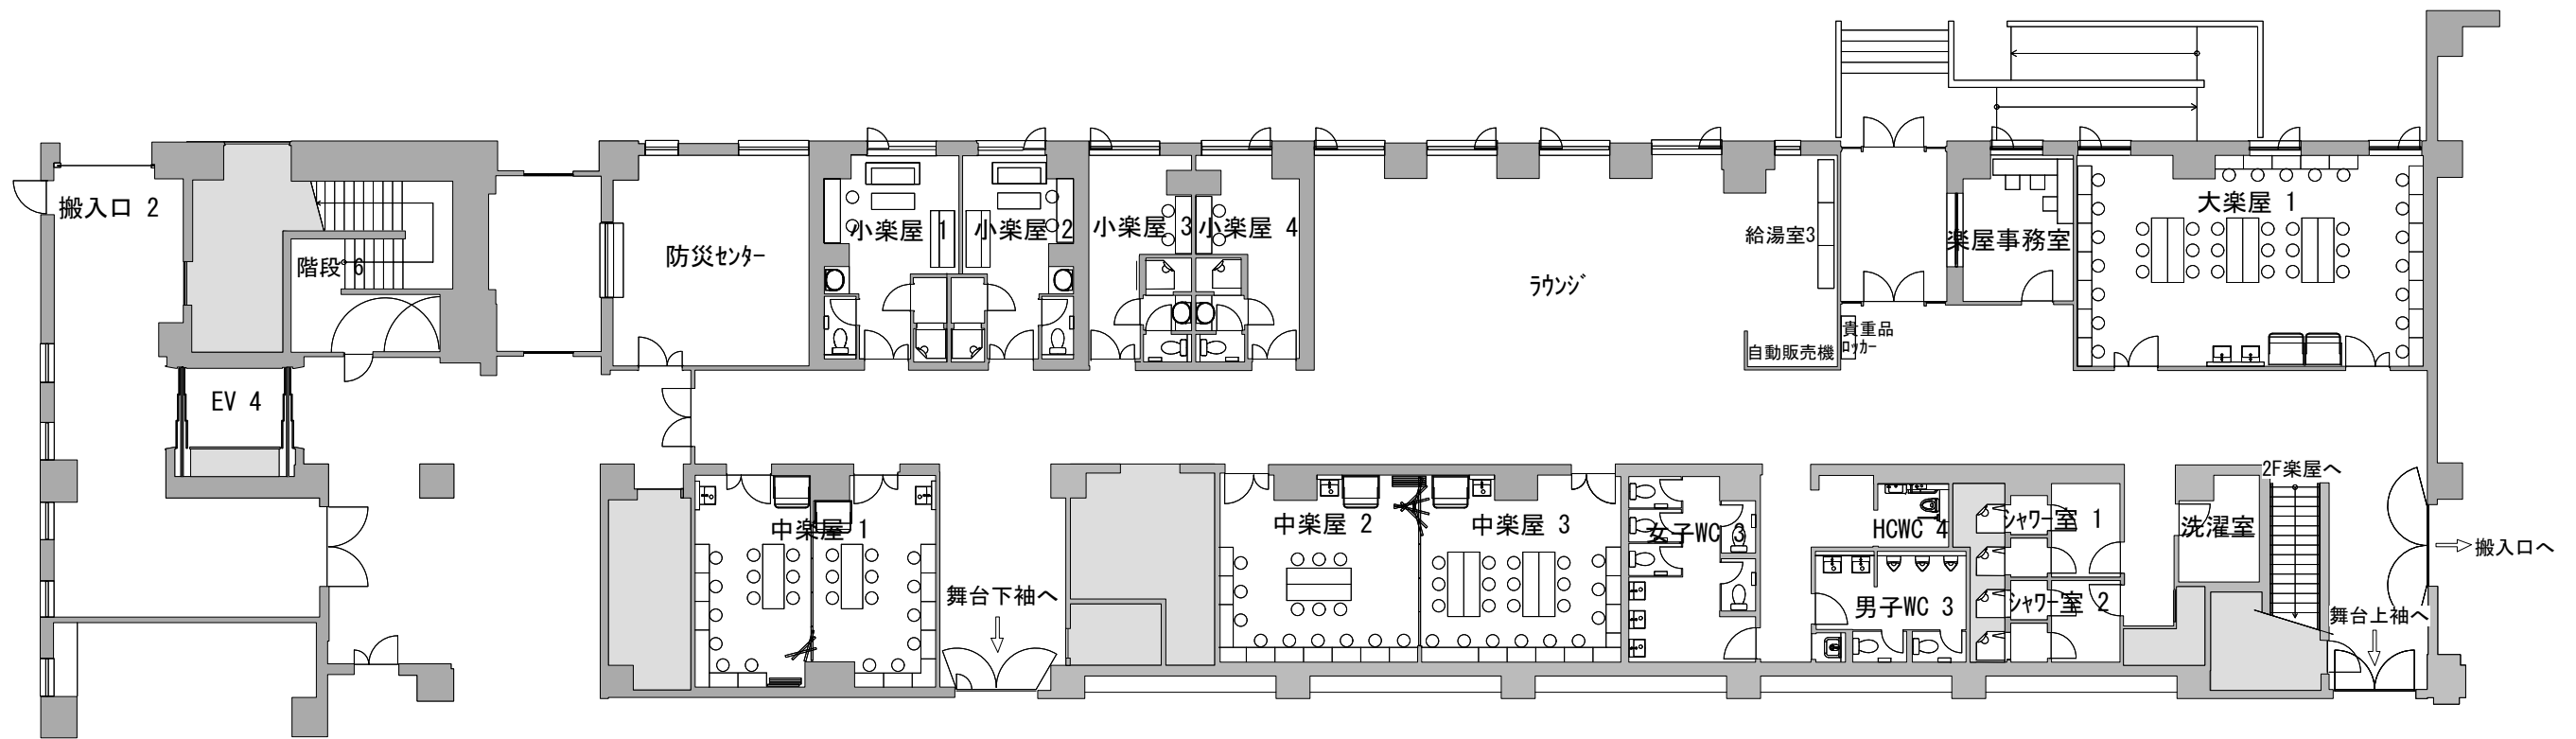 搬入口 2
階段 6
EV 4
防災ｾﾝﾀｰ
小楽屋 1
小楽屋 2
小楽屋 3
小楽屋 4
ﾗｳﾝｼﾞ
給湯室3
自動販売機
貴重品
ﾛｯｶｰ
楽屋事務室
大楽屋 1
中楽屋 1
舞台下袖へ
中楽屋 2
中楽屋 3
女子WC 3
HCWC 4
男子WC 3
ｼｬﾜｰ室 1
ｼｬﾜｰ室 2
洗濯室
2F楽屋へ
搬入口へ
舞台上袖へ